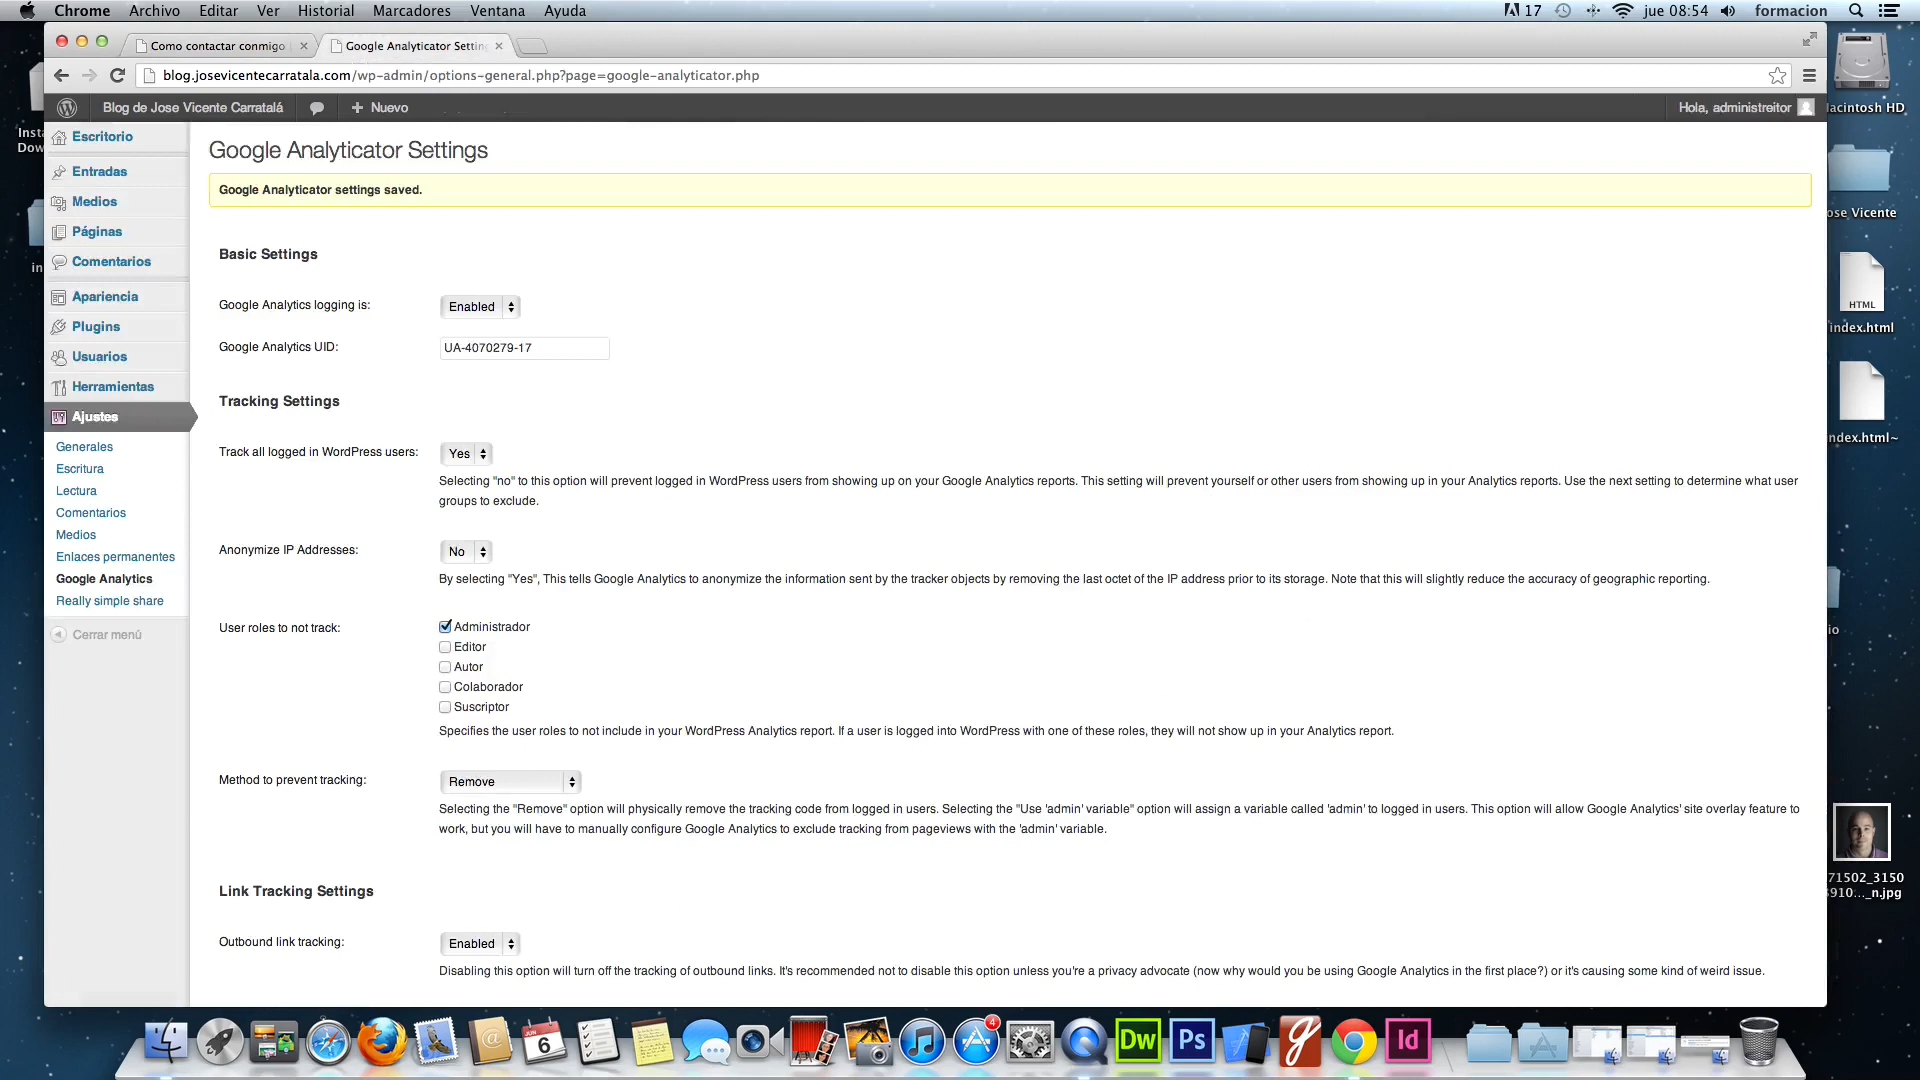 Chrome Archivo Editar Ver Historial Marcadores Ventana Ayuda 17 jue 08:54 formacion
Como contactar conmigo
Google Analyticator Settin
blog.josevicentecarratala.com/wp-admin/options-general.php?page=google-analyticator.php
Blog de Jose Vicente Carratalá + Nuevo Hola, administreitor
Escritorio
Entradas
Medios
Páginas
Comentarios
Apariencia
Plugins
Usuarios
Herramientas
Ajustes
Generales
Escritura
Lectura
Comentarios
Medios
Enlaces permanentes
Google Analytics
Really simple share
Cerrar menú
Google Analyticator Settings
Google Analyticator settings saved.
Basic Settings
Google Analytics logging is: Enabled
Google Analytics UID: UA-4070279-17
Tracking Settings
Track all logged in WordPress users: Yes
Selecting "no" to this option will prevent logged in WordPress users from showing up on your Google Analytics reports. This setting will prevent yourself or other users from showing up in your Analytics reports. Use the next setting to determine what user
groups to exclude.
Anonymize IP Addresses: No
By selecting "Yes", This tells Google Analytics to anonymize the information sent by the tracker objects by removing the last octet of the IP address prior to its storage. Note that this will slightly reduce the accuracy of geographic reporting.
User roles to not track: Administrador
Editor
Autor
Colaborador
Suscriptor
Specifies the user roles to not include in your WordPress Analytics report. If a user is logged into WordPress with one of these roles, they will not show up in your Analytics report.
Method to prevent tracking: Remove
Selecting the "Remove" option will physically remove the tracking code from logged in users. Selecting the "Use 'admin' variable" option will assign a variable called 'admin' to logged in users. This option will allow Google Analytics' site overlay feature to
work, but you will have to manually configure Google Analytics to exclude tracking from pageviews with the 'admin' variable.
Link Tracking Settings
Outbound link tracking: Enabled
Disabling this option will turn off the tracking of outbound links. It's recommended not to disable this option unless you're a privacy advocate (now why would you be using Google Analytics in the first place?) or it's causing some kind of weird issue.
Insta
Dow
in
acintosh HD
ose Vicente
HTML
index.html
ndex.html~
io
71502_3150
910..._n.jpg
JUN
6
4
Dw
Ps
Id